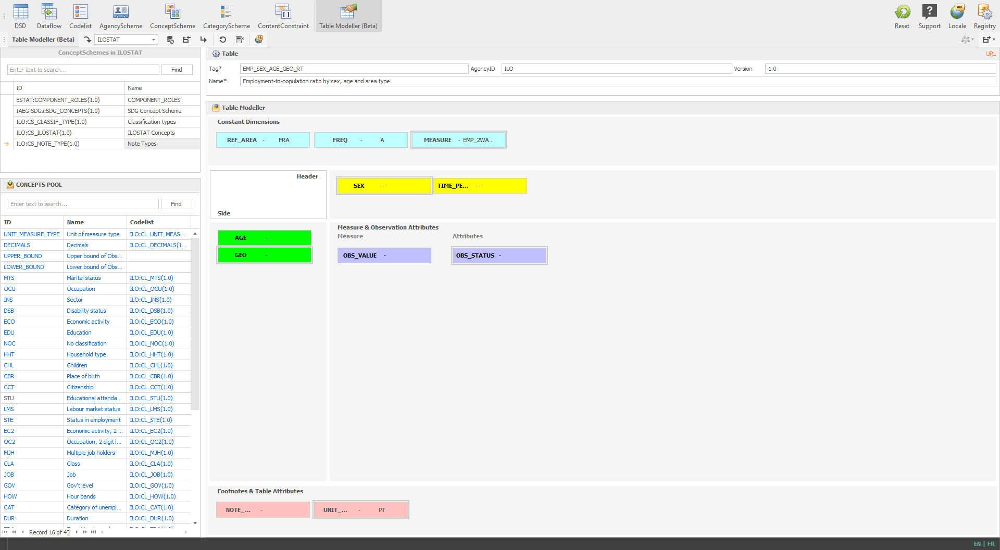 DSD
Dataflow
Codelist
AgencyScheme
ConceptScheme
CategoryScheme
ContentConstraint
Table Modeller (Beta)
Reset
Support
Locale
Registry
Table Modeller (Beta)
ILOSTAT
ConceptSchemes in ILOSTAT
Enter text to search...
Find
ID Name
ESTAT:COMPONENT_ROLES(1.0) COMPONENT_ROLES
IAEG-SDGs:SDG_CONCEPTS(1.0) SDG Concept Scheme
ILO:CS_CLASSIF_TYPE(1.0) Classification types
ILO:CS_ILOSTAT(1.0) ILOSTAT Concepts
ILO:CS_NOTE_TYPE(1.0) Note Types
CONCEPTS POOL
Enter text to search...
Find
ID Name Codelist
UNIT_MEASURE_TYPE Unit of measure type ILO:CL_UNIT_MEAS...
DECIMALS Decimals ILO:CL_DECIMALS(1...
UPPER_BOUND Upper bound of Obs...
LOWER_BOUND Lower bound of Obs...
MTS Marital status ILO:CL_MTS(1.0)
OCU Occupation ILO:CL_OCU(1.0)
INS Sector ILO:CL_INS(1.0)
DSB Disability status ILO:CL_DSB(1.0)
ECO Economic activity ILO:CL_ECO(1.0)
EDU Education ILO:CL_EDU(1.0)
NOC No classification ILO:CL_NOC(1.0)
HHT Household type ILO:CL_HHT(1.0)
CHL Children ILO:CL_CHL(1.0)
CBR Place of birth ILO:CL_CBR(1.0)
CCT Citizenship ILO:CL_CCT(1.0)
STU Educational attenda... ILO:CL_STU(1.0)
LMS Labour market status ILO:CL_LMS(1.0)
STE Status in employment ILO:CL_STE(1.0)
EC2 Economic activity, 2 ... ILO:CL_EC2(1.0)
OC2 Occupation, 2 digit l... ILO:CL_OC2(1.0)
MJH Multiple job holders ILO:CL_MJH(1.0)
CLA Class ILO:CL_CLA(1.0)
JOB Job ILO:CL_JOB(1.0)
GOV Gov't level ILO:CL_GOV(1.0)
HOW Hour bands ILO:CL_HOW(1.0)
CAT Category of unempl... ILO:CL_CAT(1.0)
DUR Duration ILO:CL_DUR(1.0)
Record 16 of 43
Table
URL
Tag* EMP_SEX_AGE_GEO_RT AgencyID ILO Version 1.0
Name* Employment-to-population ratio by sex, age and area type
Table Modeller
Constant Dimensions
REF_AREA - FRA
FREQ - A
MEASURE - EMP_2WA...
Header
Side
SEX -
TIME_PE... -
AGE -
GEO -
Measure & Observation Attributes
Measure Attributes
OBS_VALUE -
OBS_STATUS -
Footnotes & Table Attributes
NOTE_... -
UNIT_... - PT
EN | FR